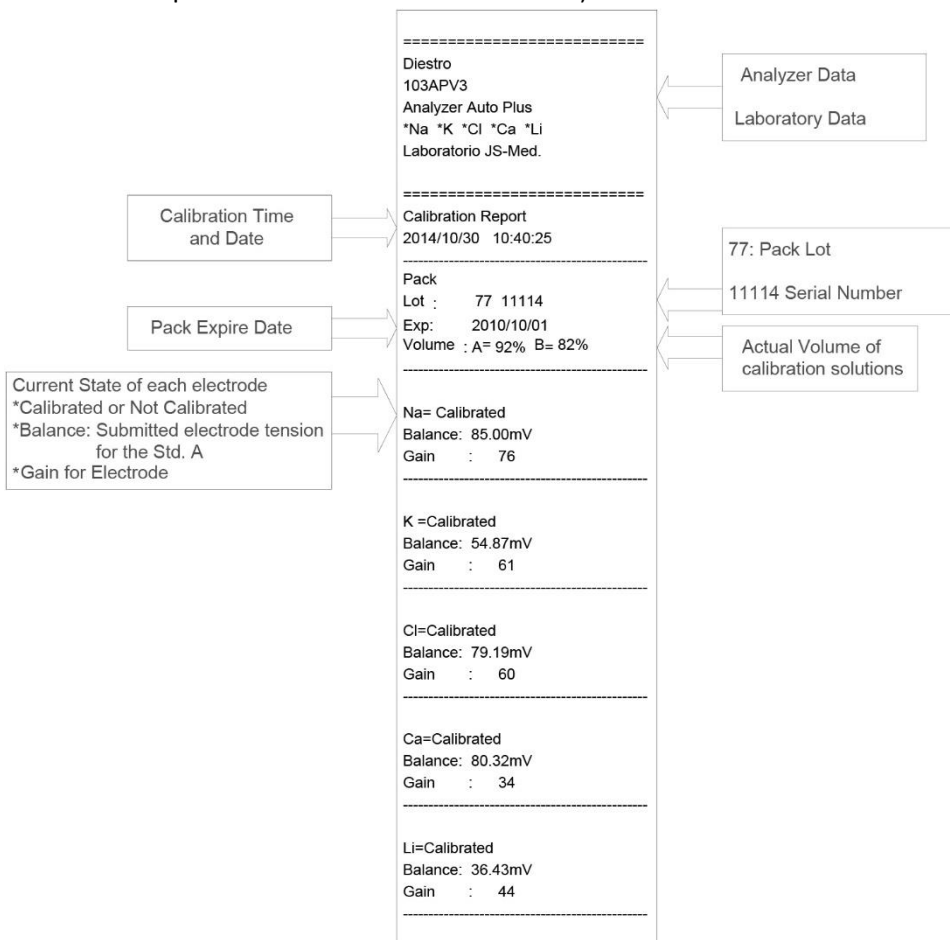 ===========================
Diestro
103APV3
Analyzer Auto Plus
*Na *K *Cl *Ca *Li
Laboratorio JS-Med.
Analyzer Data
Laboratory Data
===========================
Calibration Report
2014/10/30 10:40:25
Calibration Time
and Date
-------------------------------------------------
Pack
Lot : 77 11114
Exp: 2010/10/01
Volume : A= 92% B= 82%
-------------------------------------------------
77: Pack Lot
11114 Serial Number
Pack Expire Date
Actual Volume of
calibration solutions
Current State of each electrode
*Calibrated or Not Calibrated
*Balance: Submitted electrode tension
for the Std. A
*Gain for Electrode
Na= Calibrated
Balance: 85.00mV
Gain : 76
-------------------------------------------------
K =Calibrated
Balance: 54.87mV
Gain : 61
-------------------------------------------------
Cl=Calibrated
Balance: 79.19mV
Gain : 60
-------------------------------------------------
Ca=Calibrated
Balance: 80.32mV
Gain : 34
-------------------------------------------------
Li=Calibrated
Balance: 36.43mV
Gain : 44
-------------------------------------------------